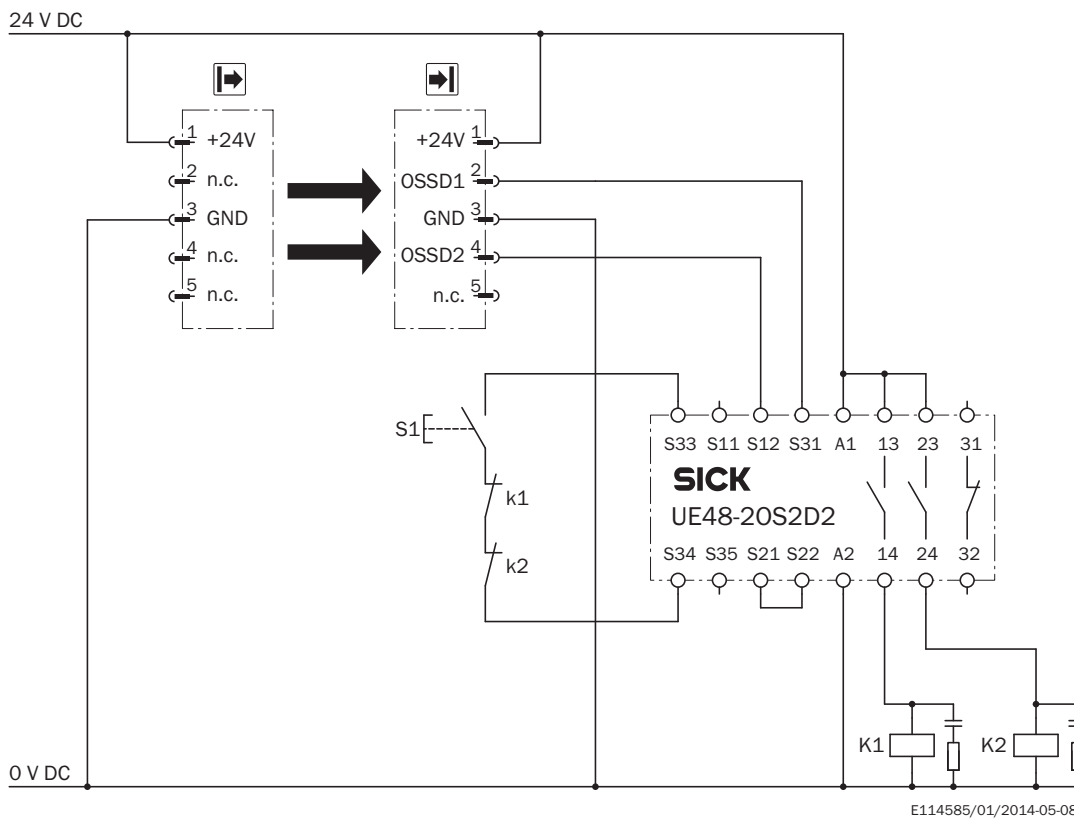 24 V DC
1 +24V
2 n.c.
3 GND
4 n.c.
5 n.c.
+24V 1
OSSD1 2
GND 3
OSSD2 4
n.c. 5
S1
k1
k2
S33 S11 S12 S31 A1 13 23 31
SICK
UE48-20S2D2
S34 S35 S21 S22 A2 14 24 32
K1
K2
0 V DC
E114585/01/2014-05-08